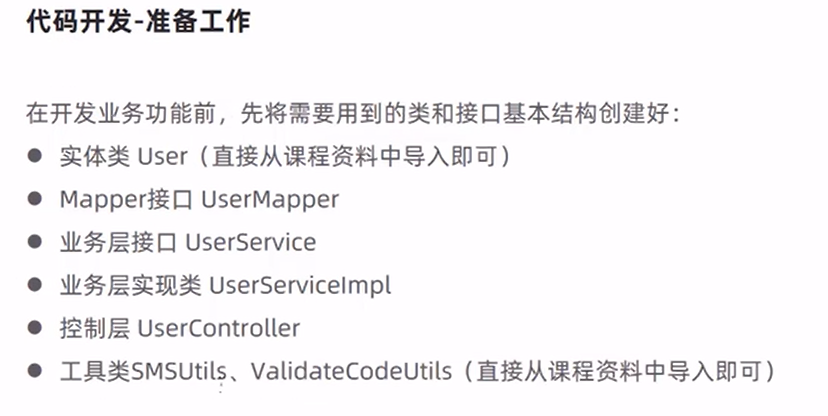 代码开发-准备工作
在开发业务功能前，先将需要用到的类和接口基本结构创建好：
● 实体类 User（直接从课程资料中导入即可）
● Mapper接口 UserMapper
● 业务层接口 UserService
● 业务层实现类 UserServiceImpl
● 控制层 UserController
● 工具类SMSUtils、ValidateCodeUtils（直接从课程资料中导入即可）